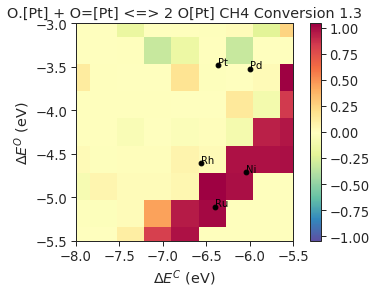 O.[Pt] + O=[Pt] <=> 2 O[Pt] CH4 Conversion 1.3
−3.0
−3.5
−4.0
−4.5
−5.0
−5.5
ΔE^O (eV)
Pt
Pd
Rh
Ni
Ru
−8.0 −7.5 −7.0 −6.5 −6.0 −5.5
ΔE^C (eV)
1.00
0.75
0.50
0.25
0.00
−0.25
−0.50
−0.75
−1.00